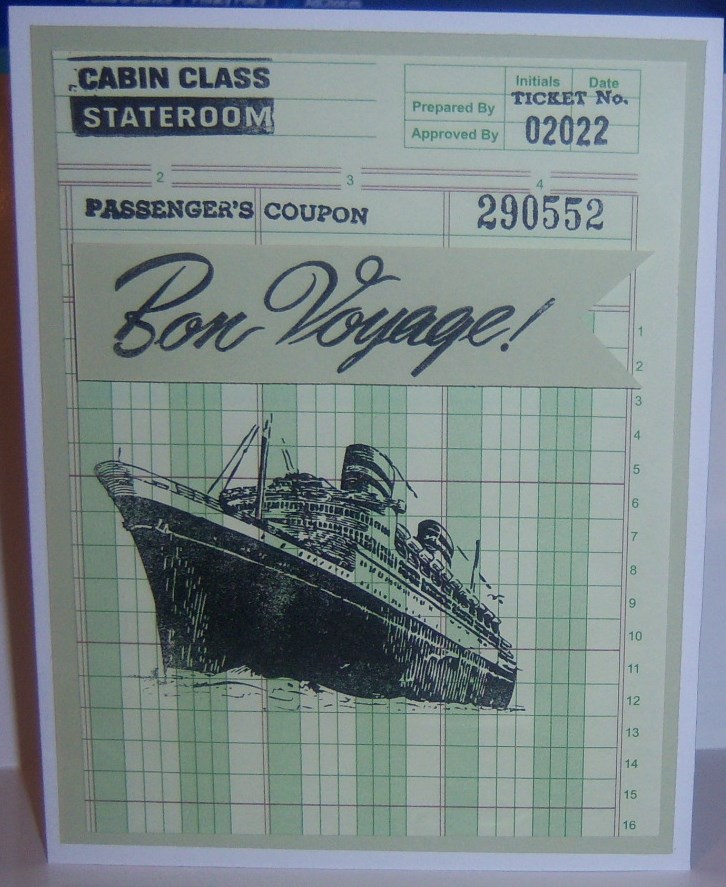 CABIN CLASS
STATEROOM
Initials Date
TICKET No.
Prepared By
02022
Approved By
2 3 4
PASSENGER'S COUPON 290552
Bon Voyage!
1
2
3
4
5
6
7
8
9
10
11
12
13
14
15
16